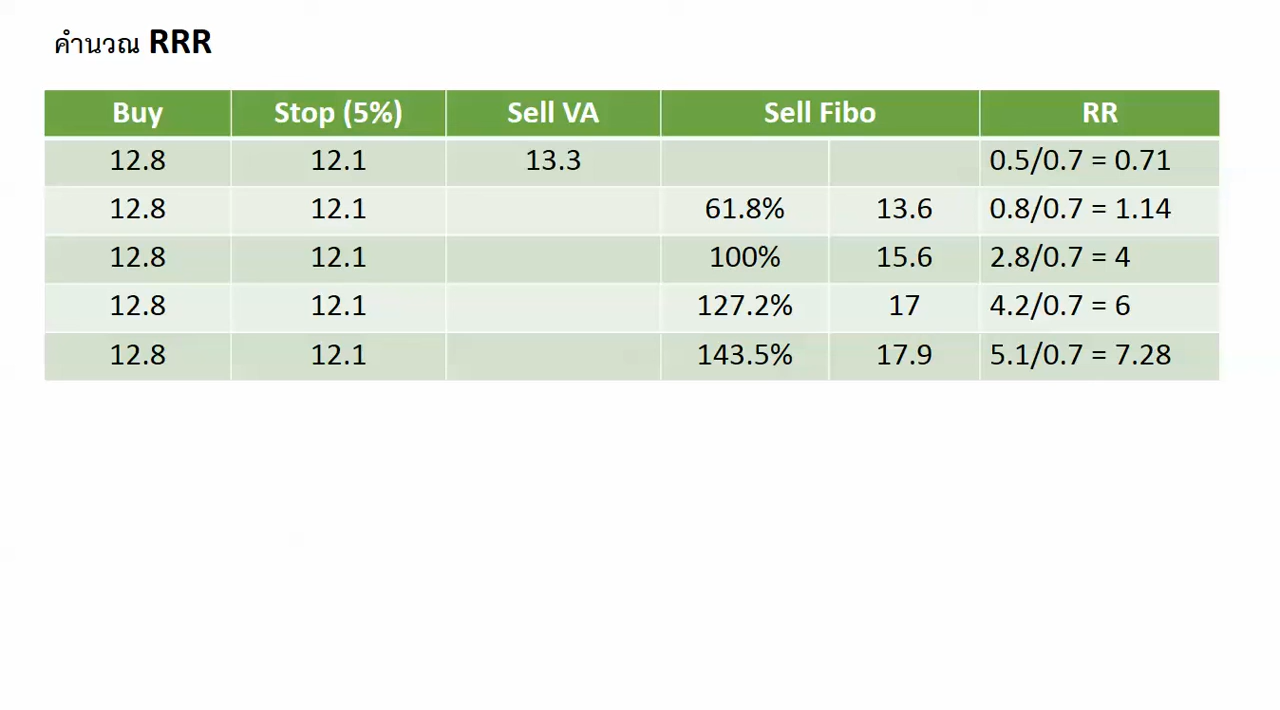 คำนวณ RRR
Buy Stop (5%) Sell VA Sell Fibo RR
12.8 12.1 13.3 0.5/0.7 = 0.71
12.8 12.1 61.8% 13.6 0.8/0.7 = 1.14
12.8 12.1 100% 15.6 2.8/0.7 = 4
12.8 12.1 127.2% 17 4.2/0.7 = 6
12.8 12.1 143.5% 17.9 5.1/0.7 = 7.28